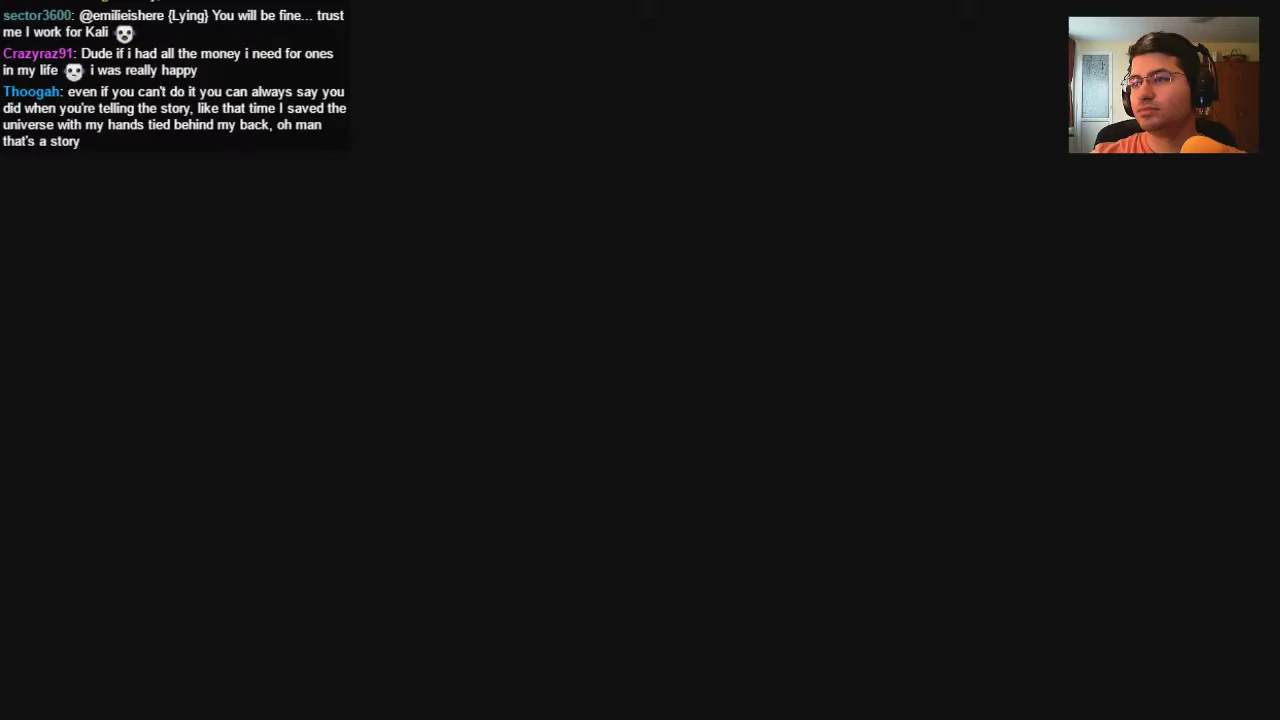 sector3600: @emilieishere {Lying} You will be fine... trust
me I work for Kali
Crazyraz91: Dude if i had all the money i need for ones
in my life i was really happy
Thoogah: even if you can't do it you can always say you
did when you're telling the story, like that time I saved the
universe with my hands tied behind my back, oh man
that's a story